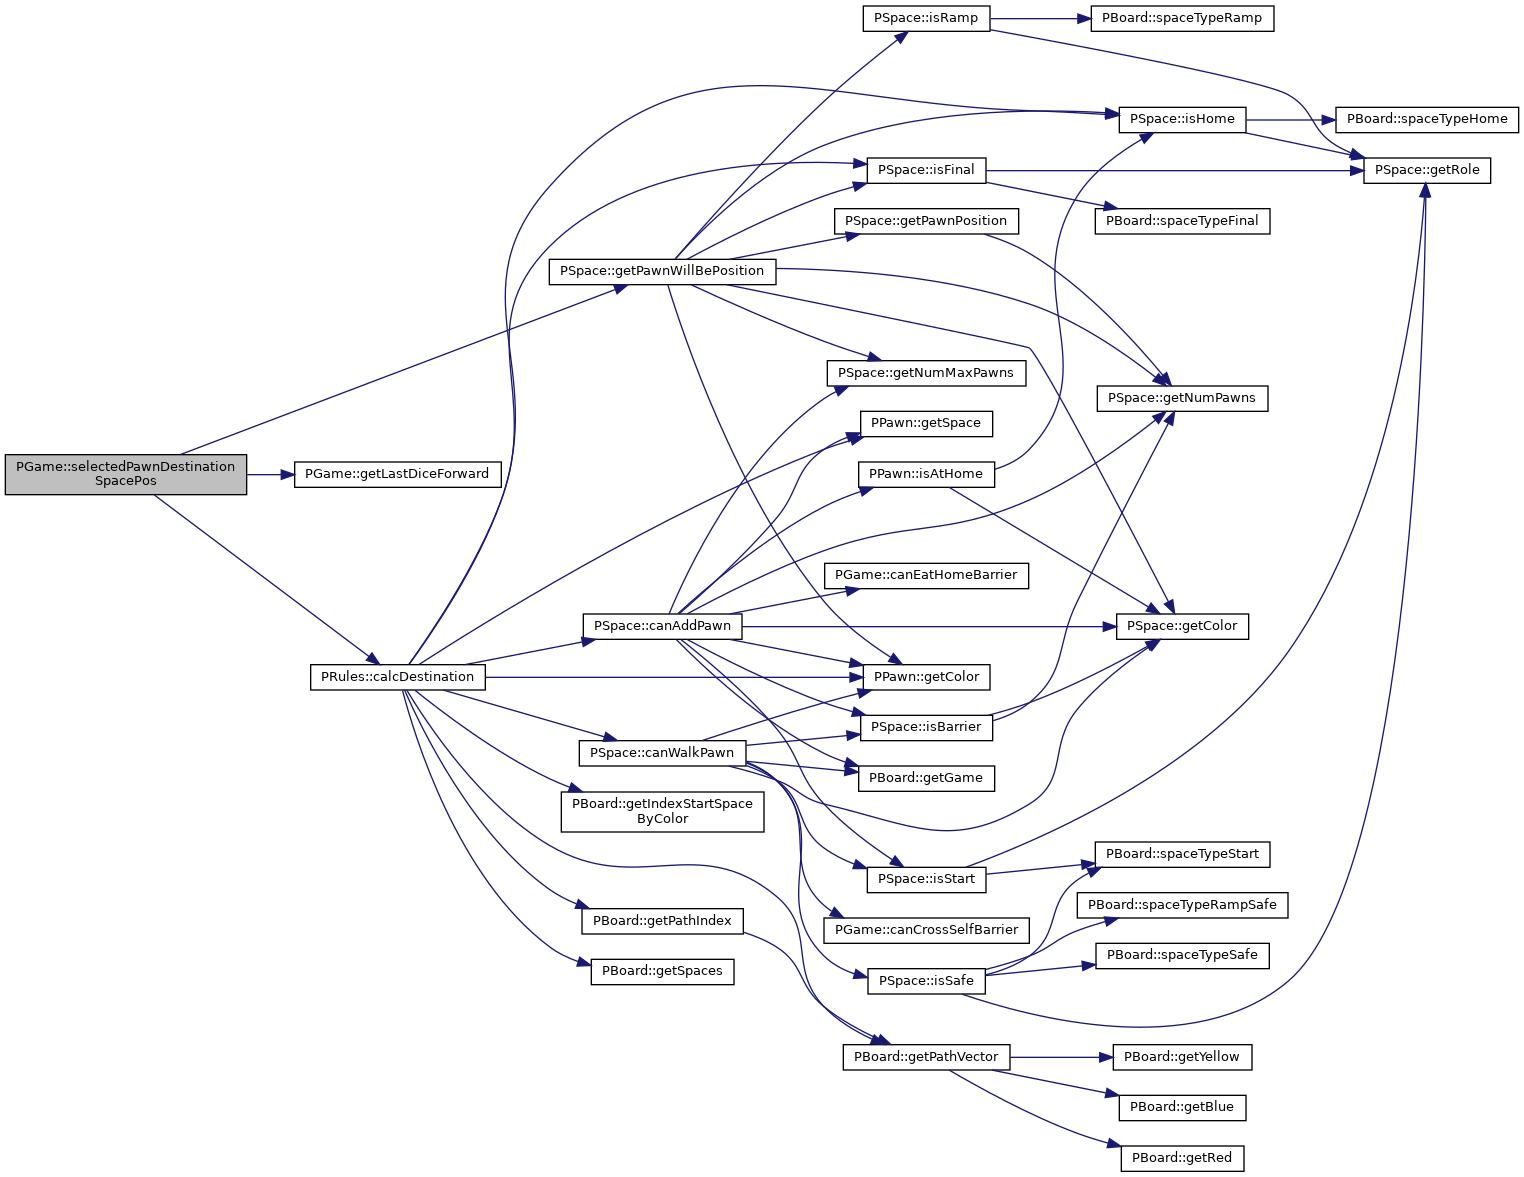 PSpace::isRamp
PBoard::spaceTypeRamp
PSpace::isHome
PBoard::spaceTypeHome
PSpace::isFinal
PSpace::getRole
PSpace::getPawnPosition
PBoard::spaceTypeFinal
PSpace::getPawnWillBePosition
PSpace::getNumMaxPawns
PSpace::getNumPawns
PPawn::getSpace
PGame::selectedPawnDestination
SpacePos
PGame::getLastDiceForward
PPawn::isAtHome
PGame::canEatHomeBarrier
PSpace::canAddPawn
PSpace::getColor
PRules::calcDestination
PPawn::getColor
PSpace::isBarrier
PSpace::canWalkPawn
PBoard::getGame
PBoard::getIndexStartSpace
ByColor
PBoard::spaceTypeStart
PSpace::isStart
PBoard::spaceTypeRampSafe
PBoard::getPathIndex
PGame::canCrossSelfBarrier
PBoard::spaceTypeSafe
PBoard::getSpaces
PSpace::isSafe
PBoard::getPathVector
PBoard::getYellow
PBoard::getBlue
PBoard::getRed